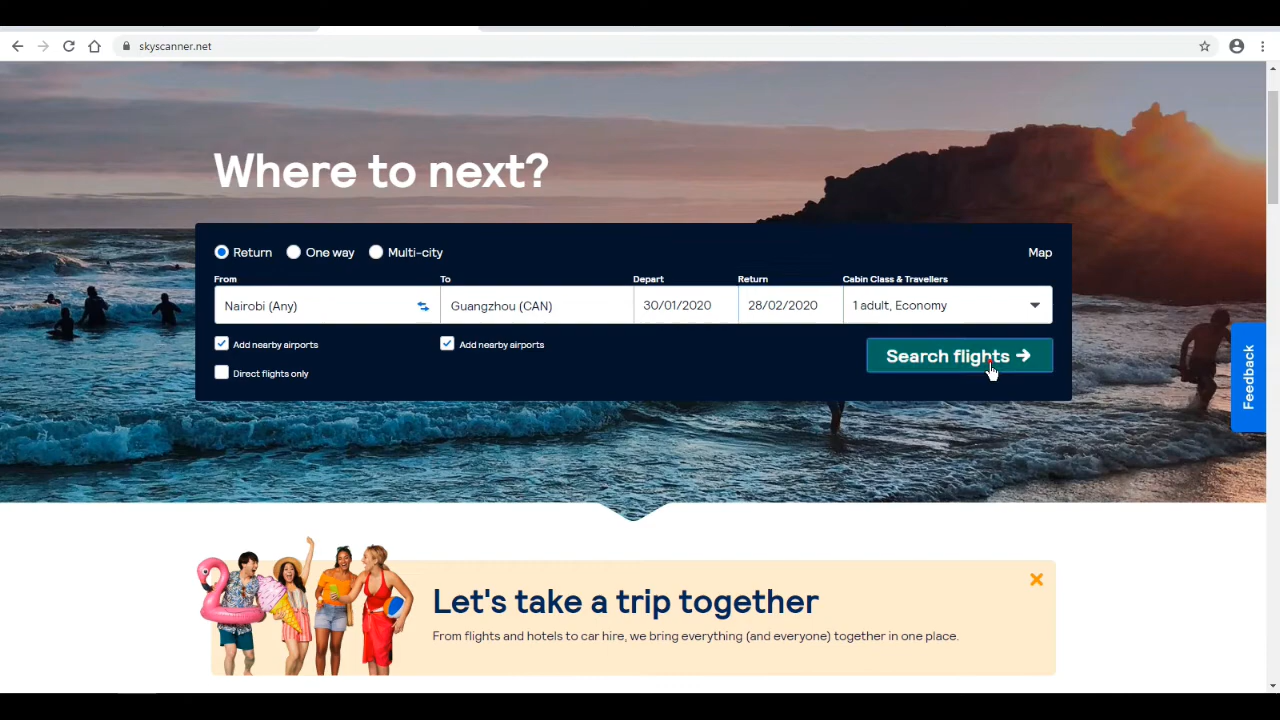 skyscanner.net
Where to next?
Return One way Multi-city Map
From To Depart Return Cabin Class & Travellers
Nairobi (Any) Guangzhou (CAN) 30/01/2020 28/02/2020 1 adult, Economy
Add nearby airports Add nearby airports
Search flights
Direct flights only
Feedback
Let's take a trip together
From flights and hotels to car hire, we bring everything (and everyone) together in one place.